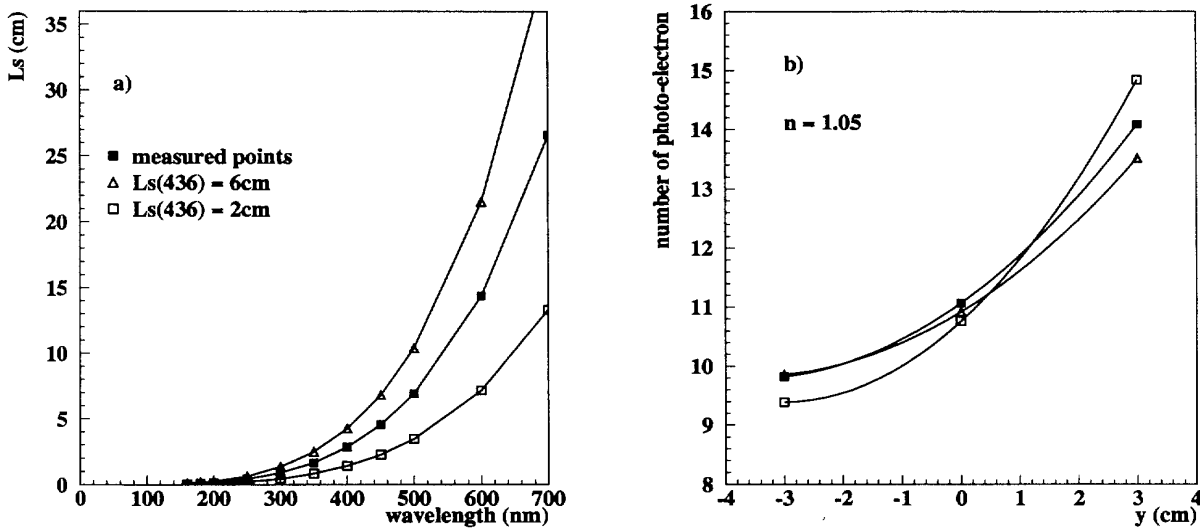 Ls (cm)
35
30
25
20
15
10
5
0
a)
measured points
Ls(436) = 6cm
Ls(436) = 2cm
0 100 200 300 400 500 600 700
wavelength (nm)
number of photo-electron
16
15
14
13
12
11
10
9
8
b)
n = 1.05
-4 -3 -2 -1 0 1 2 3 4
y (cm)